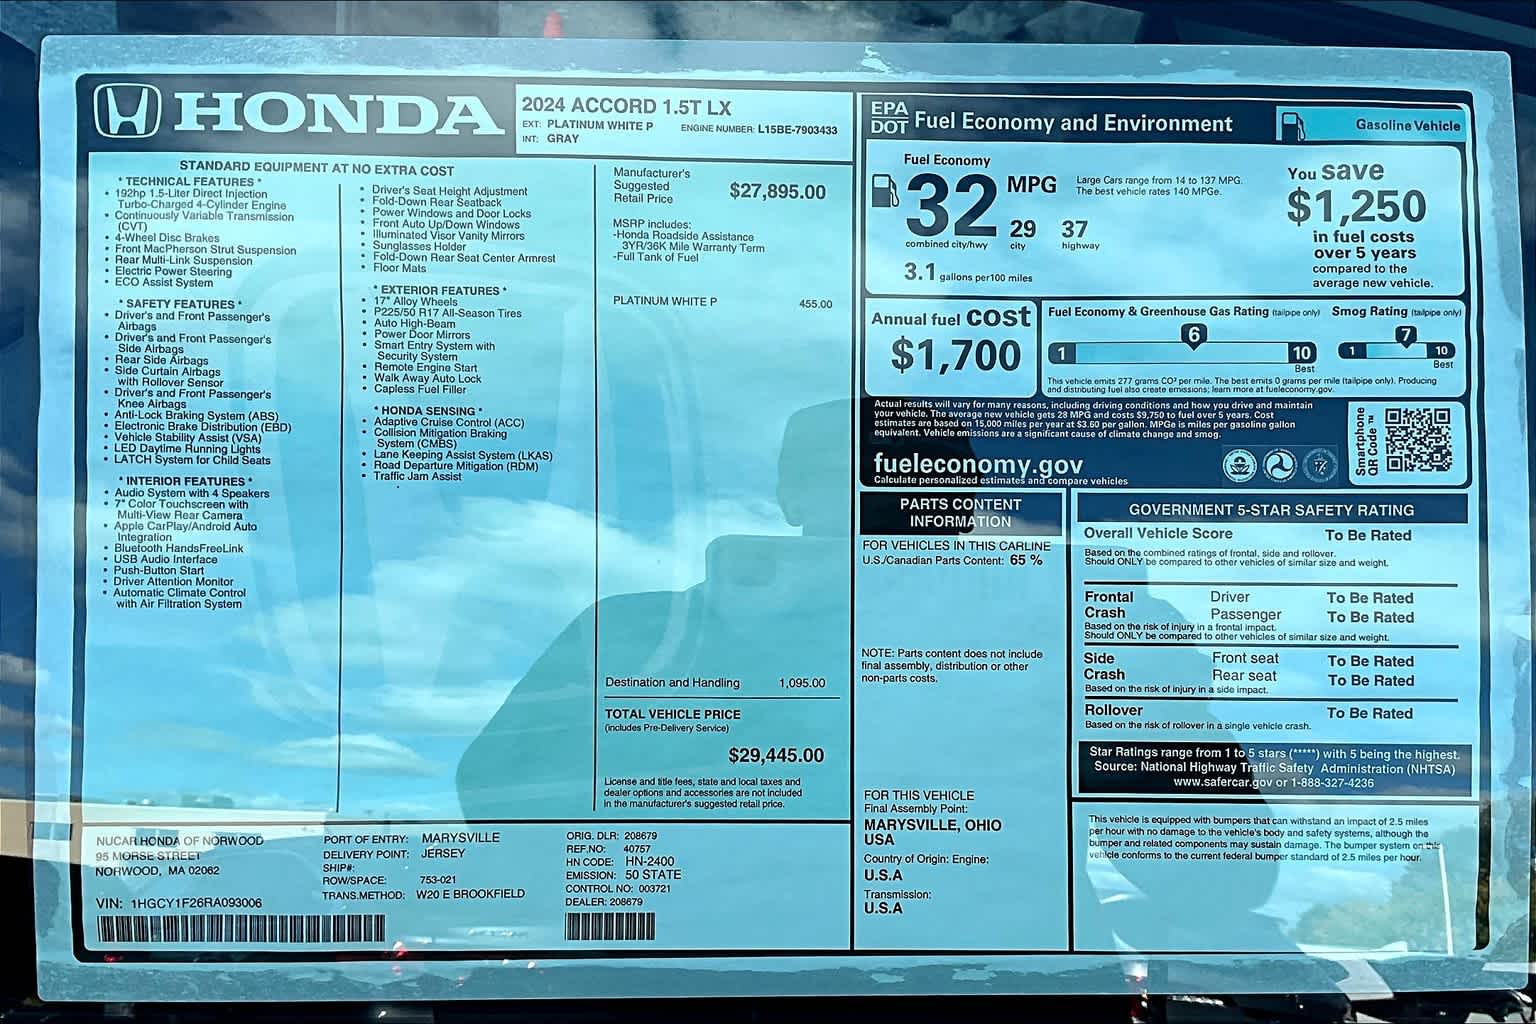 HONDA
2024 ACCORD 1.5T LX
EXT: PLATINUM WHITE P
ENGINE NUMBER: L15BE-7903433
INT: GRAY
STANDARD EQUIPMENT AT NO EXTRA COST
* TECHNICAL FEATURES *
• 192hp 1.5-Liter Direct Injection
Turbo-Charged 4-Cylinder Engine
• Continuously Variable Transmission
(CVT)
• 4-Wheel Disc Brakes
• Front MacPherson Strut Suspension
• Rear Multi-Link Suspension
• Electric Power Steering
• ECO Assist System
* SAFETY FEATURES *
• Driver's and Front Passenger's
Airbags
• Driver's and Front Passenger's
Side Airbags
• Rear Side Airbags
• Side Curtain Airbags
with Rollover Sensor
• Driver's and Front Passenger's
Knee Airbags
• Anti-Lock Braking System (ABS)
• Electronic Brake Distribution (EBD)
• Vehicle Stability Assist (VSA)
• LED Daytime Running Lights
• LATCH System for Child Seats
* INTERIOR FEATURES *
• Audio System with 4 Speakers
• 7" Color Touchscreen with
Multi-View Rear Camera
• Apple CarPlay/Android Auto
Integration
• Bluetooth HandsFreeLink
• USB Audio Interface
• Push-Button Start
• Driver Attention Monitor
• Automatic Climate Control
with Air Filtration System
• Driver's Seat Height Adjustment
• Fold-Down Rear Seatback
• Power Windows and Door Locks
• Front Auto Up/Down Windows
• Illuminated Visor Vanity Mirrors
• Sunglasses Holder
• Fold-Down Rear Seat Center Armrest
• Floor Mats
* EXTERIOR FEATURES *
• 17" Alloy Wheels
• P225/50 R17 All-Season Tires
• Auto High-Beam
• Power Door Mirrors
• Smart Entry System with
Security System
• Remote Engine Start
• Walk Away Auto Lock
• Capless Fuel Filler
* HONDA SENSING *
• Adaptive Cruise Control (ACC)
• Collision Mitigation Braking
System (CMBS)
• Lane Keeping Assist System (LKAS)
• Road Departure Mitigation (RDM)
• Traffic Jam Assist
Manufacturer's
Suggested
Retail Price
$27,895.00
MSRP includes:
-Honda Roadside Assistance
3YR/36K Mile Warranty Term
-Full Tank of Fuel
PLATINUM WHITE P 455.00
Destination and Handling 1,095.00
TOTAL VEHICLE PRICE
(includes Pre-Delivery Service)
$29,445.00
License and title fees, state and local taxes and
dealer options and accessories are not included
in the manufacturer's suggested retail price.
NUCAR HONDA OF NORWOOD
95 MORSE STREET
NORWOOD, MA 02062
VIN: 1HGCY1F26RA093006
PORT OF ENTRY: MARYSVILLE
DELIVERY POINT: JERSEY
SHIP#:
ROW/SPACE: 753-021
TRANS.METHOD: W20 E BROOKFIELD
ORIG. DLR: 208679
REF.NO: 40757
HN CODE: HN-2400
EMISSION: 50 STATE
CONTROL NO: 003721
DEALER: 208679
EPA
DOT
Fuel Economy and Environment
Gasoline Vehicle
Fuel Economy
32 MPG
combined city/hwy
29 city
37 highway
3.1 gallons per 100 miles
Large Cars range from 14 to 137 MPG.
The best vehicle rates 140 MPGe.
You save
$1,250
in fuel costs
over 5 years
compared to the
average new vehicle.
Annual fuel cost
$1,700
Fuel Economy & Greenhouse Gas Rating (tailpipe only)
1 6 10
Best
Smog Rating (tailpipe only)
1 7 10
Best
This vehicle emits 277 grams CO² per mile. The best emits 0 grams per mile (tailpipe only). Producing
and distributing fuel also create emissions; learn more at fueleconomy.gov.
Actual results will vary for many reasons, including driving conditions and how you drive and maintain
your vehicle. The average new vehicle gets 28 MPG and costs $9,750 to fuel over 5 years. Cost
estimates are based on 15,000 miles per year at $3.60 per gallon. MPGe is miles per gasoline gallon
equivalent. Vehicle emissions are a significant cause of climate change and smog.
fueleconomy.gov
Calculate personalized estimates and compare vehicles
Smartphone
QR Code ™
PARTS CONTENT
INFORMATION
FOR VEHICLES IN THIS CARLINE
U.S./Canadian Parts Content: 65 %
NOTE: Parts content does not include
final assembly, distribution or other
non-parts costs.
FOR THIS VEHICLE
Final Assembly Point:
MARYSVILLE, OHIO
USA
Country of Origin: Engine:
U.S.A
Transmission:
U.S.A
GOVERNMENT 5-STAR SAFETY RATING
Overall Vehicle Score To Be Rated
Based on the combined ratings of frontal, side and rollover.
Should ONLY be compared to other vehicles of similar size and weight.
Frontal Driver To Be Rated
Crash Passenger To Be Rated
Based on the risk of injury in a frontal impact.
Should ONLY be compared to other vehicles of similar size and weight.
Side Front seat To Be Rated
Crash Rear seat To Be Rated
Based on the risk of injury in a side impact.
Rollover To Be Rated
Based on the risk of rollover in a single vehicle crash.
Star Ratings range from 1 to 5 stars (*****) with 5 being the highest.
Source: National Highway Traffic Safety Administration (NHTSA)
www.safercar.gov or 1-888-327-4236
This vehicle is equipped with bumpers that can withstand an impact of 2.5 miles
per hour with no damage to the vehicle's body and safety systems, although the
bumper and related components may sustain damage. The bumper system on this
vehicle conforms to the current federal bumper standard of 2.5 miles per hour.